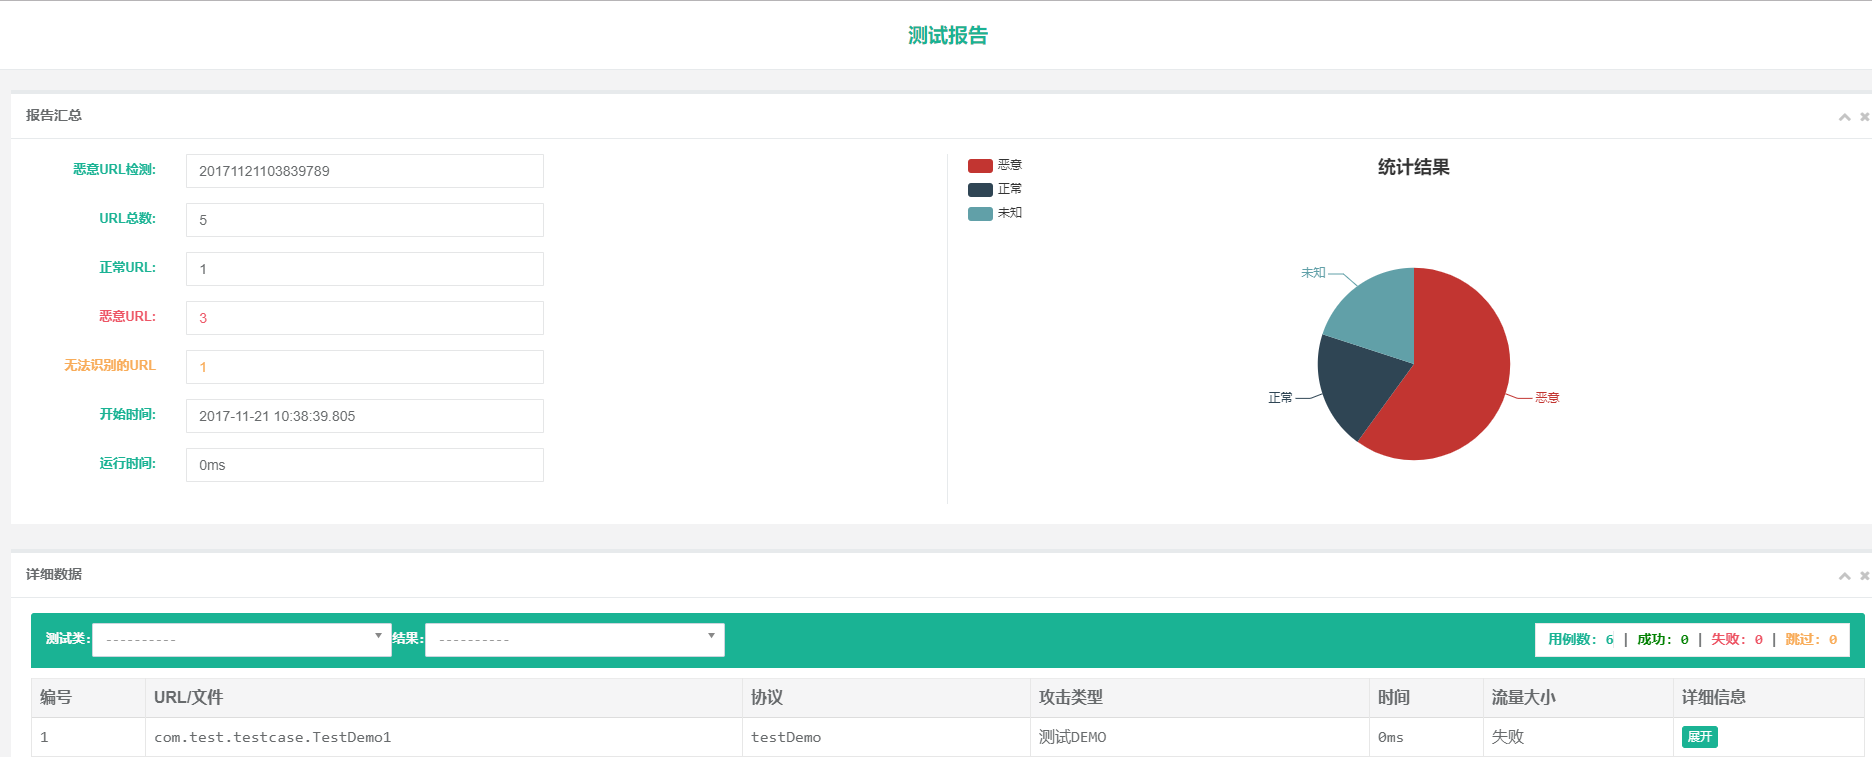 测试报告
报告汇总
恶意URL检测: 20171121103839789
URL总数: 5
正常URL: 1
恶意URL: 3
无法识别的URL 1
开始时间: 2017-11-21 10:38:39.805
运行时间: 0ms
恶意
正常
未知
统计结果
未知
正常
恶意
详细数据
测试类: ---------- 结果: ---------- 用例数: 6 | 成功: 0 | 失败: 0 | 跳过: 0
编号 URL/文件 协议 攻击类型 时间 流量大小 详细信息
1 com.test.testcase.TestDemo1 testDemo 测试DEMO 0ms 失败 展开